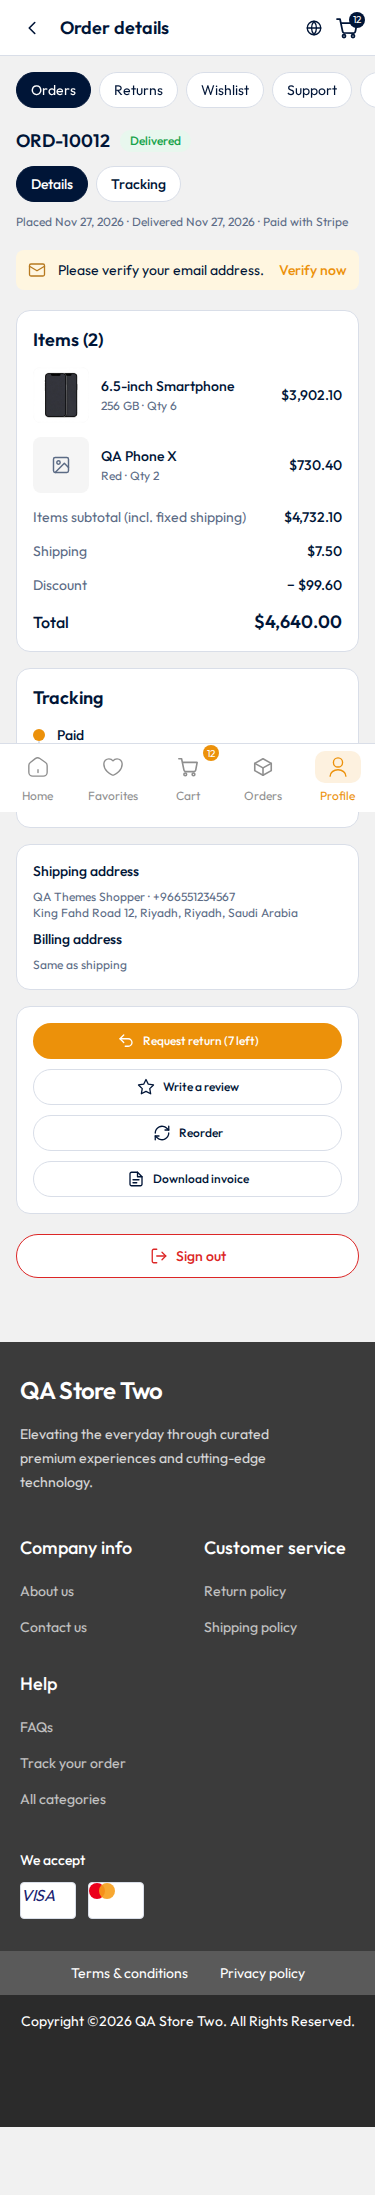 Order details
12
Orders
Returns
Wishlist
Support
ORD-10012
Delivered
Details
Tracking
Placed Nov 27, 2026 · Delivered Nov 27, 2026 · Paid with Stripe
Please verify your email address.
Verify now
Items (2)
6.5-inch Smartphone
256 GB · Qty 6
$3,902.10
QA Phone X
Red · Qty 2
$730.40
Items subtotal (incl. fixed shipping)
$4,732.10
Shipping
$7.50
Discount
− $99.60
Total
$4,640.00
Tracking
Paid
12
Home
Favorites
Cart
Orders
Profile
Shipping address
QA Themes Shopper · +966551234567
King Fahd Road 12, Riyadh, Riyadh, Saudi Arabia
Billing address
Same as shipping
Request return (7 left)
Write a review
Reorder
Download invoice
Sign out
QA Store Two
Elevating the everyday through curated
premium experiences and cutting-edge
technology.
Company info
About us
Contact us
Customer service
Return policy
Shipping policy
Help
FAQs
Track your order
All categories
We accept
VISA
Terms & conditions
Privacy policy
Copyright ©2026 QA Store Two. All Rights Reserved.